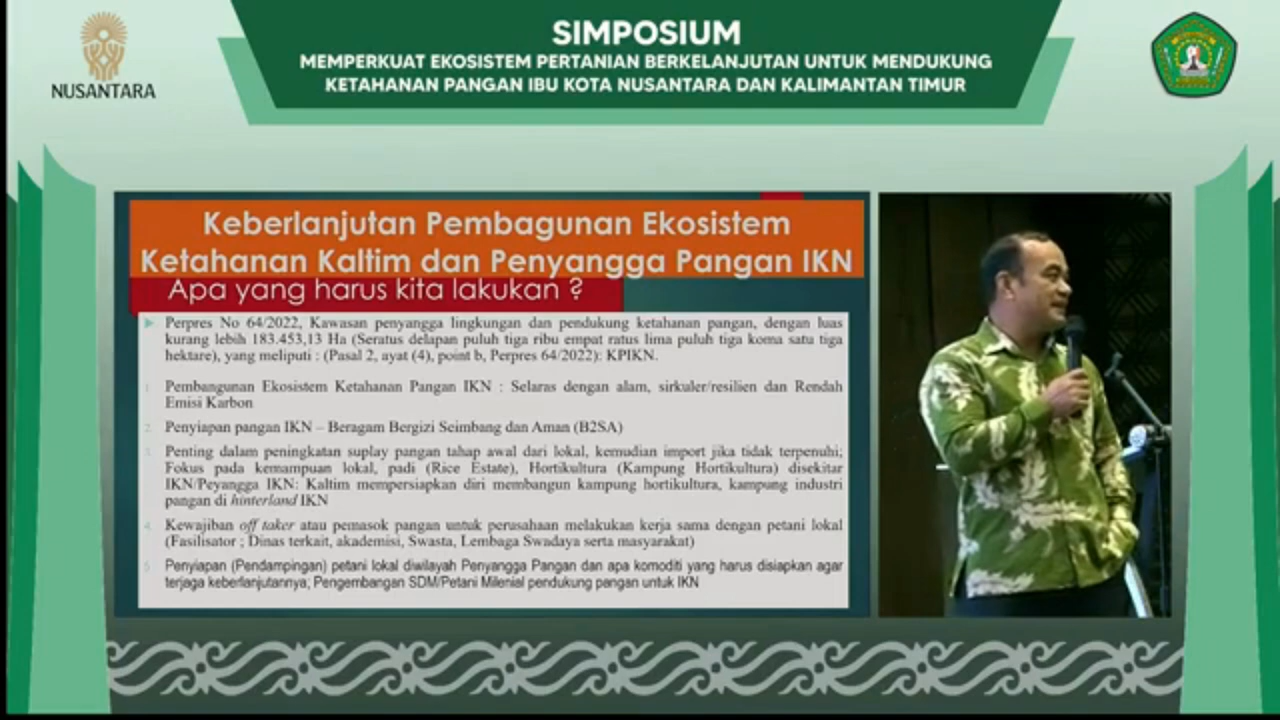 SIMPOSIUM
MEMPERKUAT EKOSISTEM PERTANIAN BERKELANJUTAN UNTUK MENDUKUNG
KETAHANAN PANGAN IBU KOTA NUSANTARA DAN KALIMANTAN TIMUR
NUSANTARA
Keberlanjutan Pembagunan Ekosistem
Ketahanan Kaltim dan Penyangga Pangan IKN
Apa yang harus kita lakukan ?
Perpres No 64/2022, Kawasan penyangga lingkungan dan pendukung ketahanan pangan, dengan luas
kurang lebih 183.453,13 Ha (Seratus delapan puluh tiga ribu empat ratus lima puluh tiga koma satu tiga
hektare), yang meliputi : (Pasal 2, ayat (4), point b, Perpres 64/2022): KPIKN.
1. Pembangunan Ekosistem Ketahanan Pangan IKN : Selaras dengan alam, sirkuler/resilien dan Rendah
Emisi Karbon
2. Penyiapan pangan IKN – Beragam Bergizi Seimbang dan Aman (B2SA)
3. Penting dalam peningkatan suplay pangan tahap awal dari lokal, kemudian import jika tidak terpenuhi;
Fokus pada kemampuan lokal, padi (Rice Estate), Hortikultura (Kampung Hortikultura) disekitar
IKN/Peyangga IKN: Kaltim mempersiapkan diri membangun kampung hortikultura, kampung industri
pangan di hinterland IKN
4. Kewajiban off taker atau pemasok pangan untuk perusahaan melakukan kerja sama dengan petani lokal
(Fasilisator ; Dinas terkait, akademisi, Swasta, Lembaga Swadaya serta masyarakat)
5. Penyiapan (Pendampingan) petani lokal diwilayah Penyangga Pangan dan apa komoditi yang harus disiapkan agar
terjaga keberlanjutannya; Pengembangan SDM/Petani Milenial pendukung pangan untuk IKN